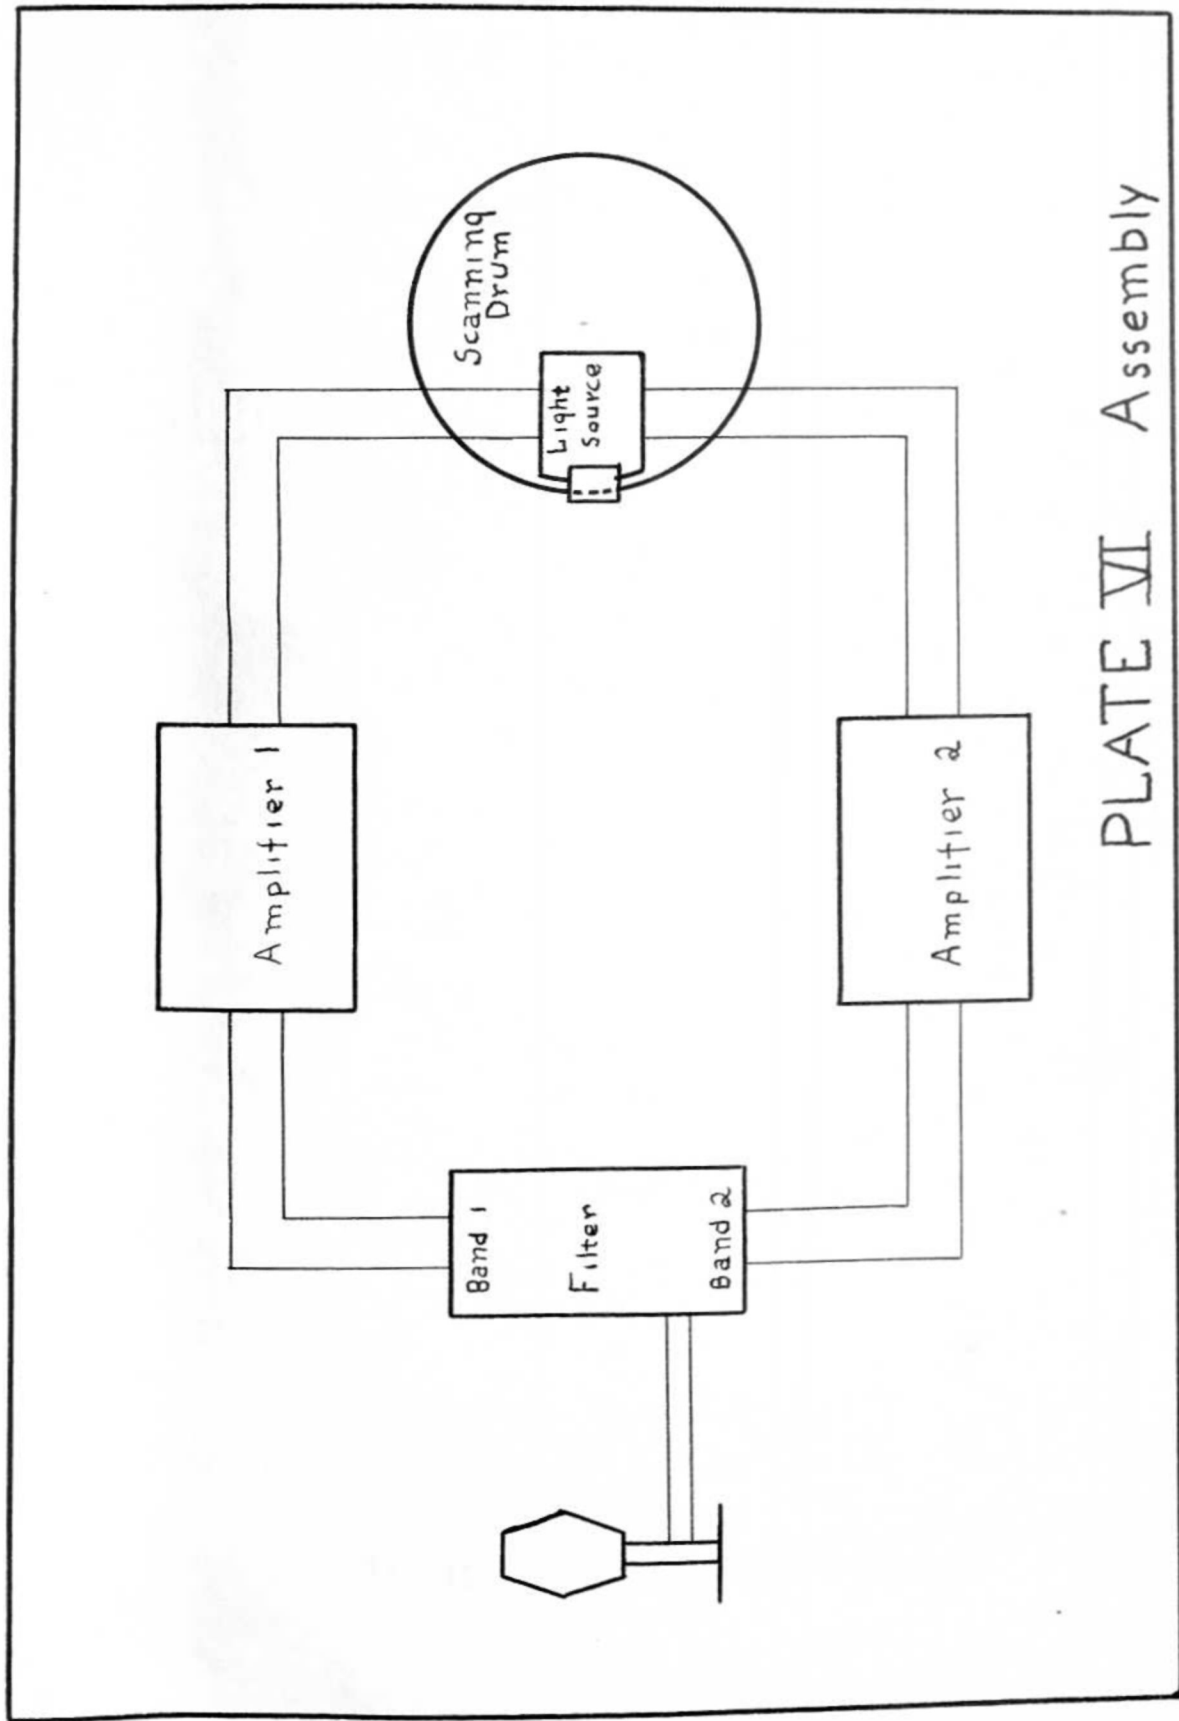 Scanning
Drum
Light
Source
Amplifier 1
Amplifier 2
Band 1
Filter
Band 2
PLATE VI Assembly